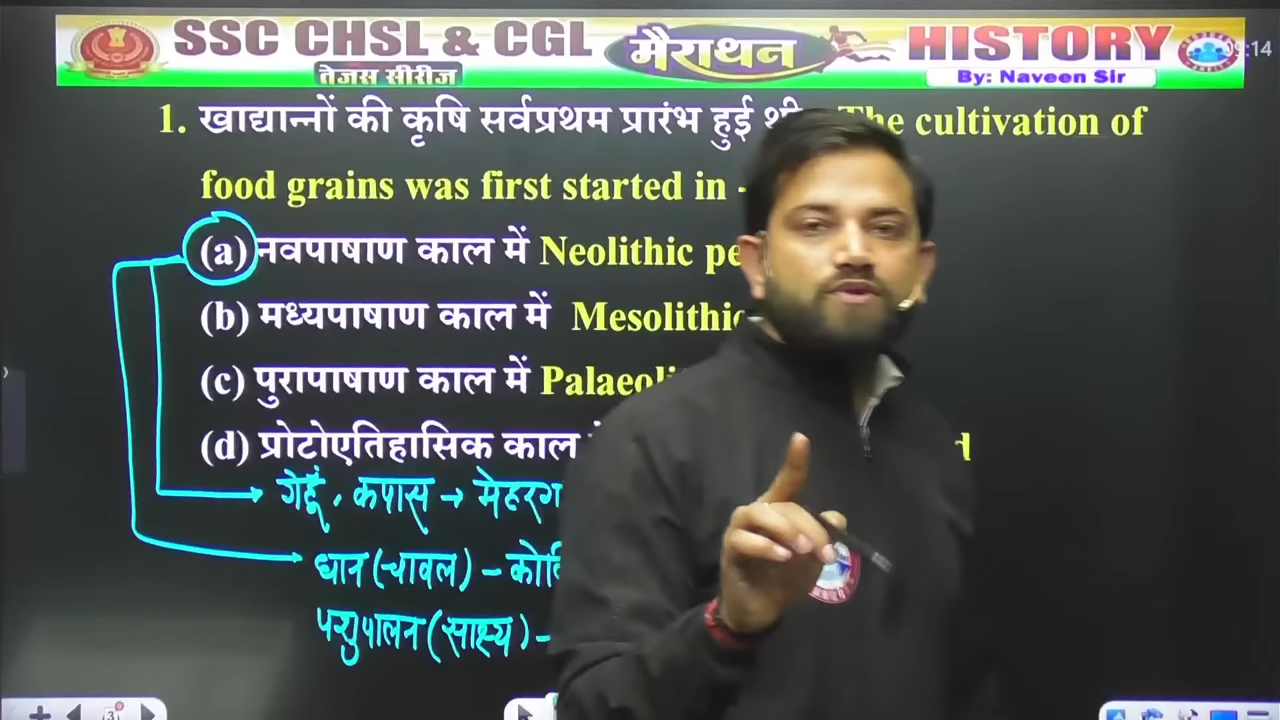 SSC CHSL & CGL मैराथन HISTORY
तेजस सीरीज By: Naveen Sir
:14
1. खाद्यान्नों की कृषि सर्वप्रथम प्रारंभ हुई The cultivation of
food grains was first started in -
(a) नवपाषाण काल में Neolithic
(b) मध्यपाषाण काल में Mesolithic
(c) पुरापाषाण काल में
(d) प्रोटोऐतिहासिक काल
गेहूँ, कपास →
धान (चावल) -
पशुपालन (साक्ष्य) -